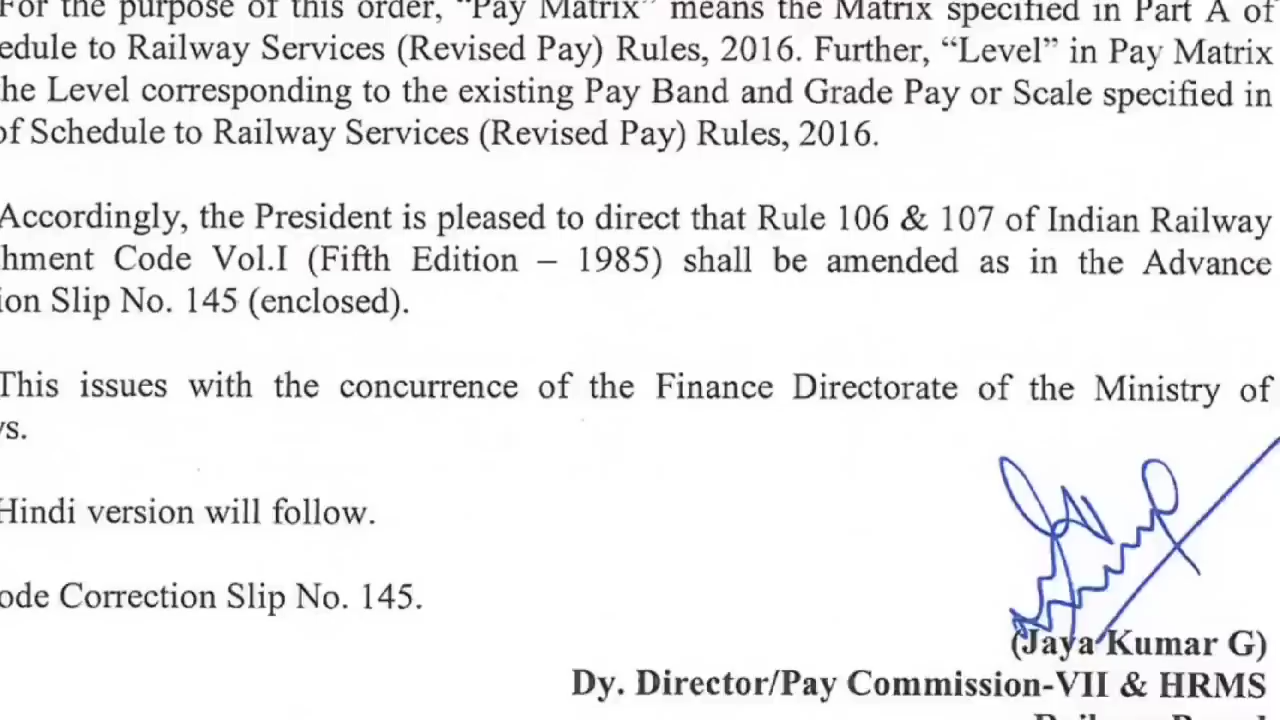 For the purpose of this order, “Pay Matrix” means the Matrix specified in Part A of
edule to Railway Services (Revised Pay) Rules, 2016. Further, “Level” in Pay Matrix
he Level corresponding to the existing Pay Band and Grade Pay or Scale specified in
of Schedule to Railway Services (Revised Pay) Rules, 2016.
Accordingly, the President is pleased to direct that Rule 106 & 107 of Indian Railway
hment Code Vol.I (Fifth Edition – 1985) shall be amended as in the Advance
ion Slip No. 145 (enclosed).
This issues with the concurrence of the Finance Directorate of the Ministry of
ys.
Hindi version will follow.
ode Correction Slip No. 145.
(Jaya Kumar G)
Dy. Director/Pay Commission-VII & HRMS
Railway Board